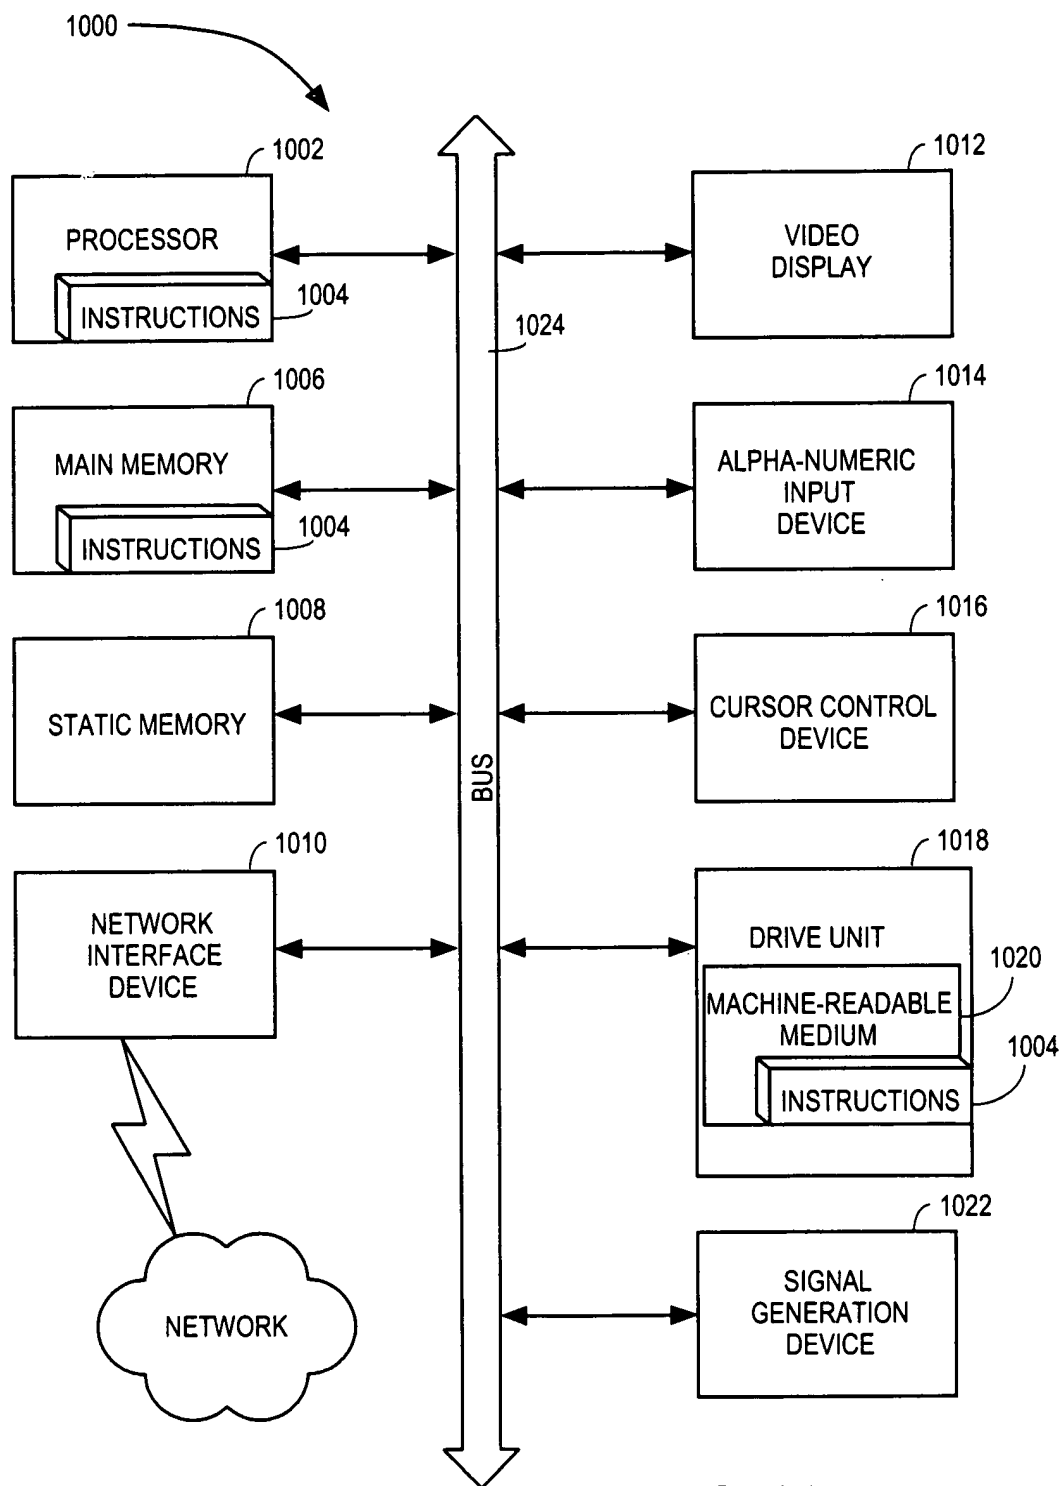 1000
1002
PROCESSOR
INSTRUCTIONS
1004
1006
MAIN MEMORY
INSTRUCTIONS
1004
1008
STATIC MEMORY
1010
NETWORK
INTERFACE
DEVICE
NETWORK
BUS
1024
1012
VIDEO
DISPLAY
1014
ALPHA-NUMERIC
INPUT
DEVICE
1016
CURSOR CONTROL
DEVICE
1018
DRIVE UNIT
1020
MACHINE-READABLE
MEDIUM
1004
INSTRUCTIONS
1022
SIGNAL
GENERATION
DEVICE